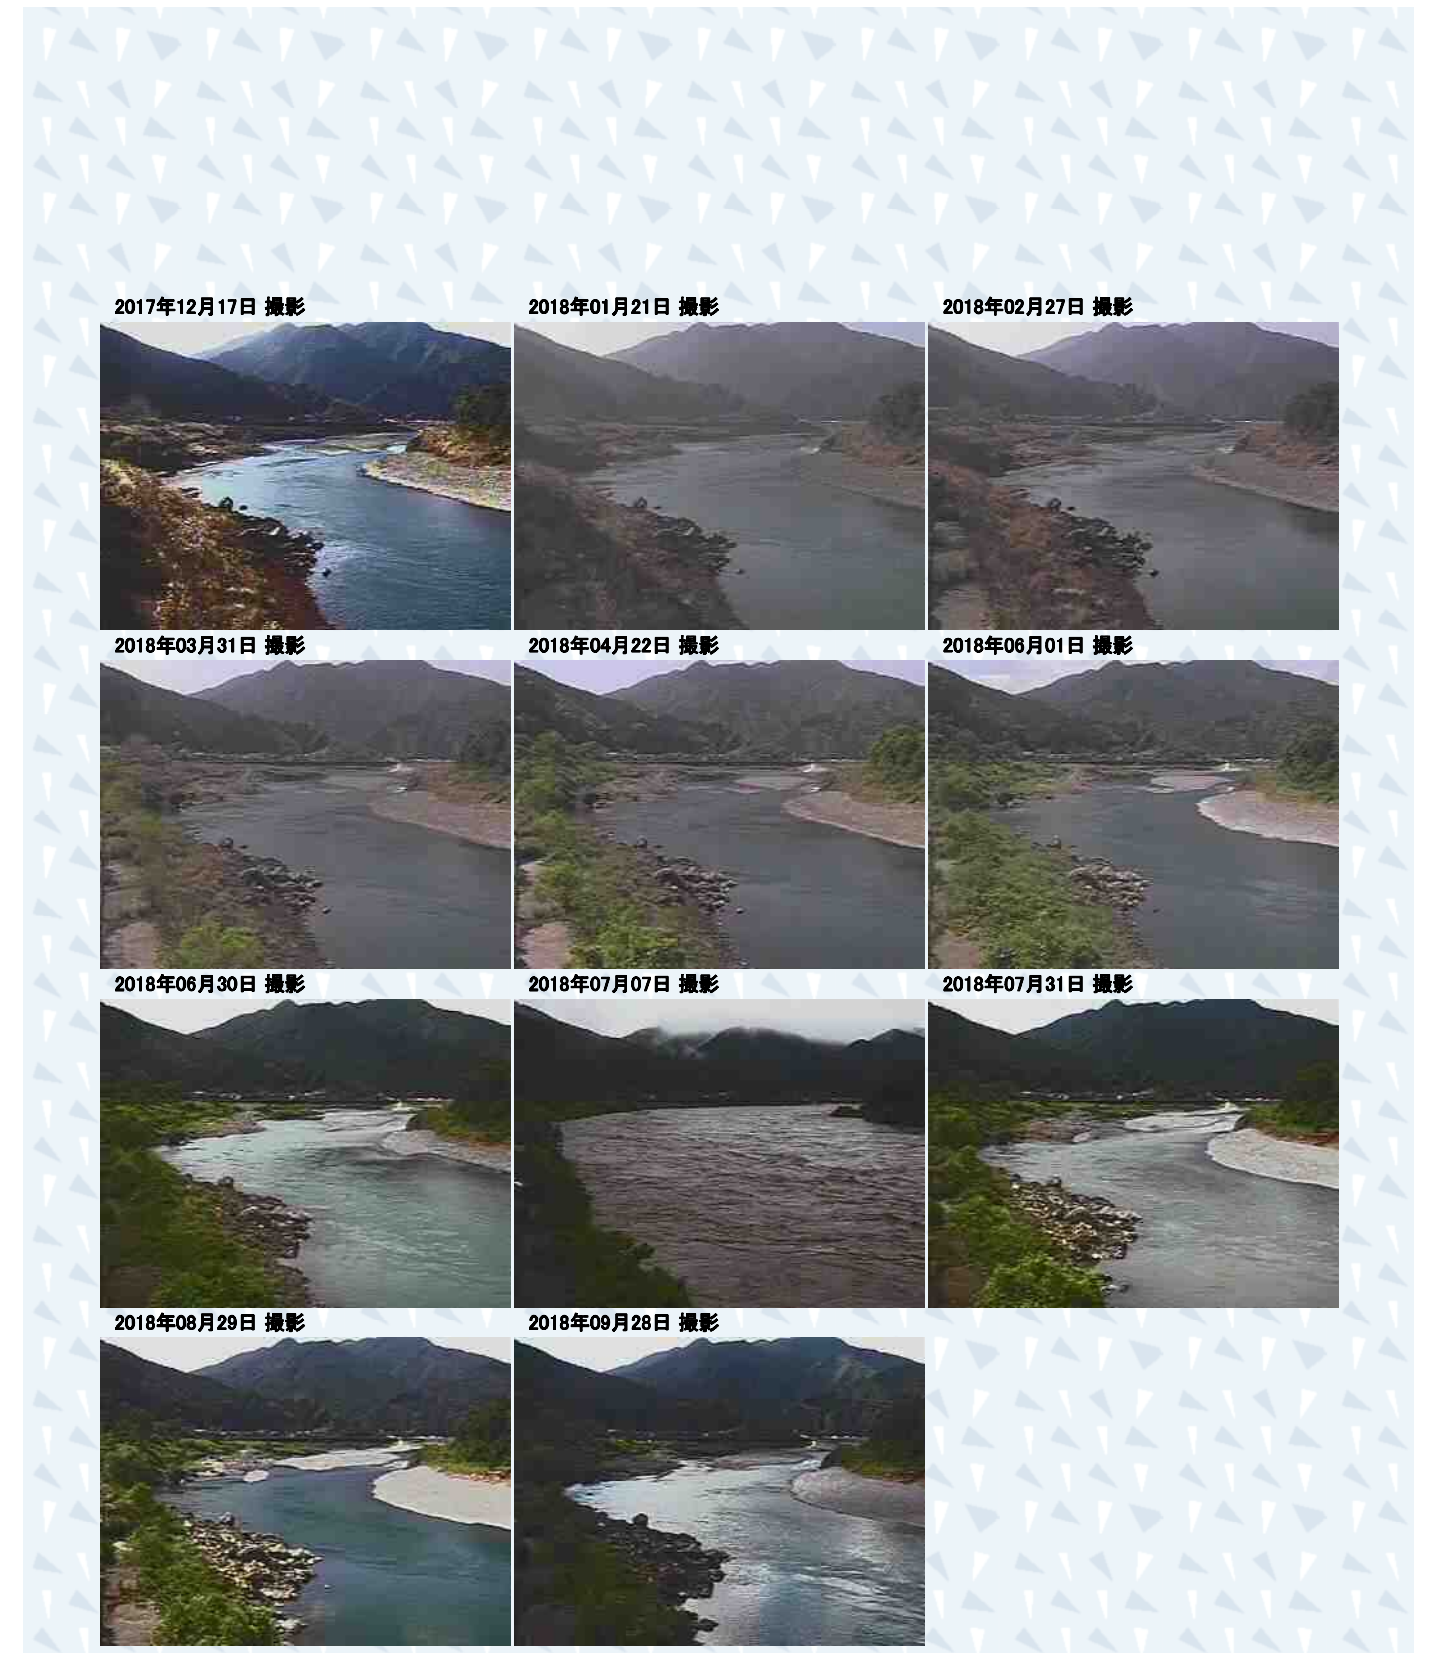 2017年12月17日 撮影
2018年01月21日 撮影
2018年02月27日 撮影
2018年03月31日 撮影
2018年04月22日 撮影
2018年06月01日 撮影
2018年06月30日 撮影
2018年07月07日 撮影
2018年07月31日 撮影
2018年08月29日 撮影
2018年09月28日 撮影